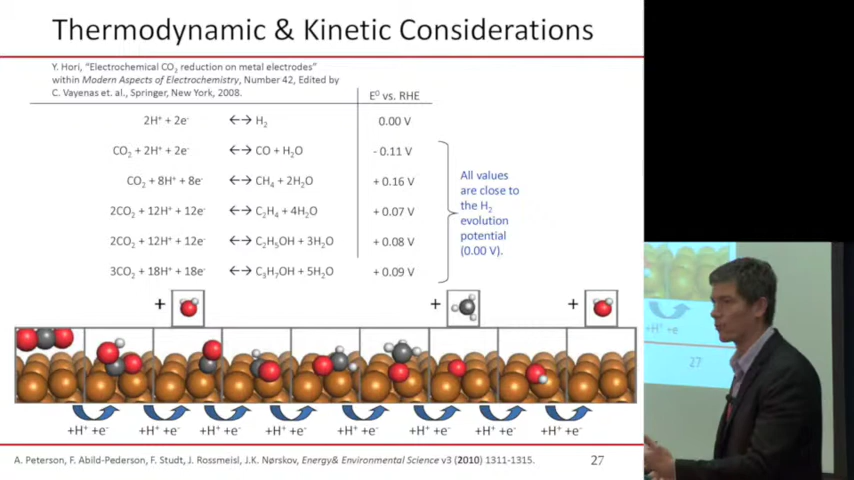 Thermodynamic & Kinetic Considerations
Y. Hori, “Electrochemical CO₂ reduction on metal electrodes”
within Modern Aspects of Electrochemistry, Number 42, Edited by
C. Vayenas et. al., Springer, New York, 2008.
E⁰ vs. RHE
2H⁺ + 2e⁻ ←→ H₂ 0.00 V
CO₂ + 2H⁺ + 2e⁻ ←→ CO + H₂O - 0.11 V
CO₂ + 8H⁺ + 8e⁻ ←→ CH₄ + 2H₂O + 0.16 V
2CO₂ + 12H⁺ + 12e⁻ ←→ C₂H₄ + 4H₂O + 0.07 V
2CO₂ + 12H⁺ + 12e⁻ ←→ C₂H₅OH + 3H₂O + 0.08 V
3CO₂ + 18H⁺ + 18e⁻ ←→ C₃H₇OH + 5H₂O + 0.09 V
All values
are close to
the H₂
evolution
potential
(0.00 V).
+ + +
+H⁺ +e⁻ +H⁺ +e⁻ +H⁺ +e⁻ +H⁺ +e⁻ +H⁺ +e⁻ +H⁺ +e⁻ +H⁺ +e⁻ +H⁺ +e⁻
A. Peterson, F. Abild-Pederson, F. Studt, J. Rossmeisl, J.K. Nørskov, Energy& Environmental Science v3 (2010) 1311-1315.
27
+H⁺ +e
27